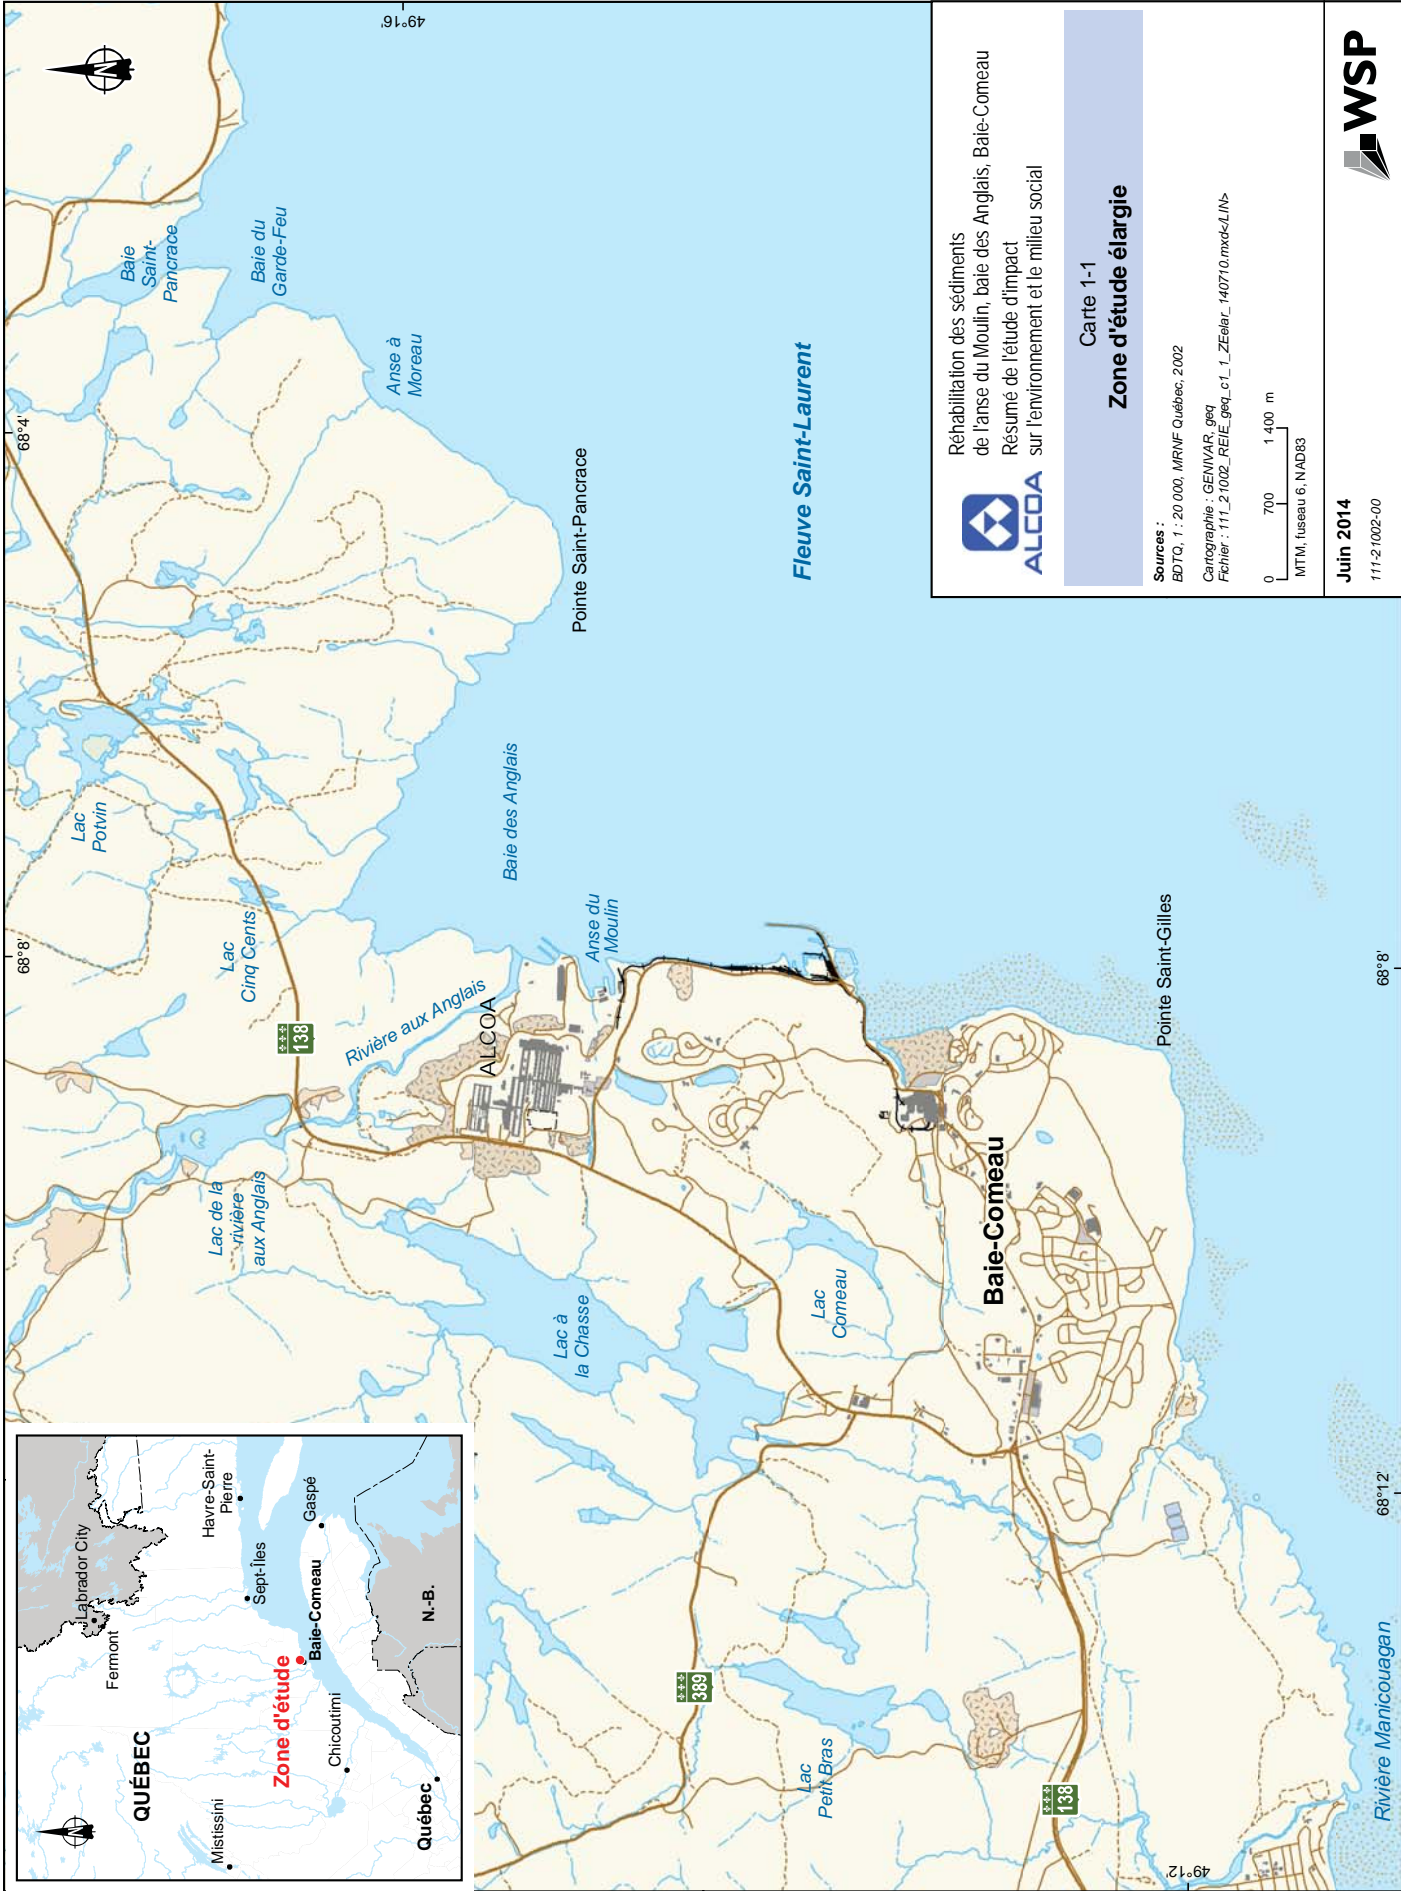 49°16'
68°4'
68°8'
Baie
Saint-
Pancrace
Baie du
Garde-Feu
Anse à
Moreau
Pointe Saint-Pancrace
Fleuve Saint-Laurent
Lac
Potvin
Lac
Cinq Cents
138
Baie des Anglais
Anse du
Moulin
Rivière aux Anglais
ALCOA
Lac de la
rivière
aux Anglais
Lac à
la Chasse
Lac
Comeau
Baie-Comeau
Pointe Saint-Gilles
68°8'
68°12'
389
Lac
Petit Bras
138
Rivière Manicouagan
49°12'
QUÉBEC
Labrador City
Fermont
Havre-Saint-
Pierre
Sept-Îles
Gaspé
Mistissini
Zone d'étude
Baie-Comeau
Chicoutimi
Québec
N.-B.
ALCOA
Réhabilitation des sédiments
de l'anse du Moulin, baie des Anglais, Baie-Comeau
Résumé de l'étude d'impact
sur l'environnement et le milieu social
Carte 1-1
Zone d'étude élargie
Sources :
BDTQ, 1 : 20 000, MRNF Québec, 2002
Cartographie : GENIVAR, geq
Fichier : 111_21002_REIE_geq_c1_1_ZEelar_140710.mxd</LIN>
0 700 1 400 m
MTM, fuseau 6, NAD83
Juin 2014
111-21002-00
WSP
N
N